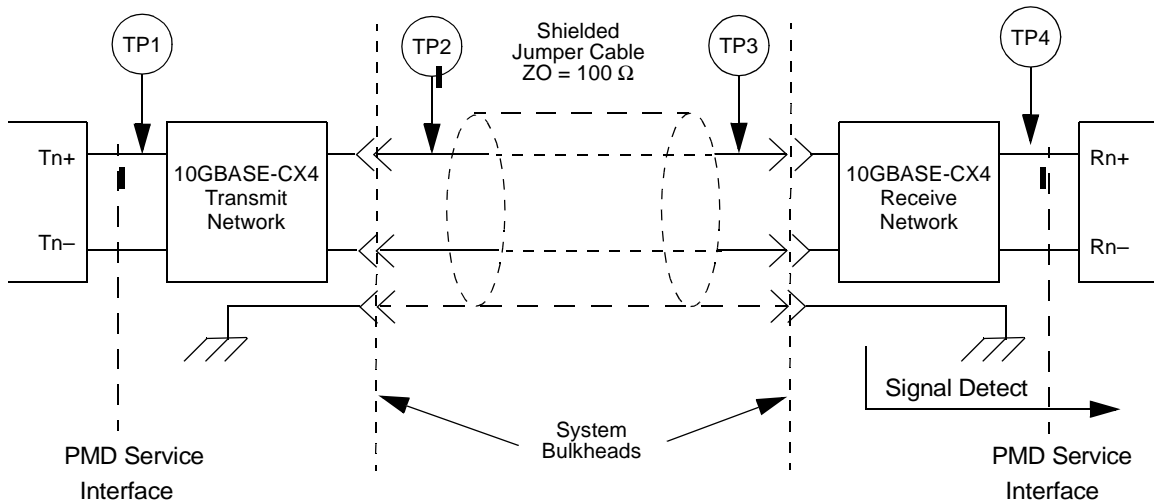 TP1
TP2
Shielded
Jumper Cable
ZO = 100 Ω
TP3
TP4
Tn+
Tn–
10GBASE-CX4
Transmit
Network
10GBASE-CX4
Receive
Network
Rn+
Rn–
Signal Detect
System
Bulkheads
PMD Service
Interface
PMD Service
Interface